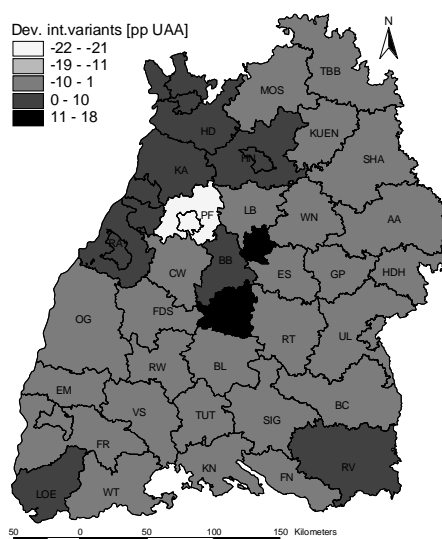 Dev. int.variants [pp UAA]
-22 - -21
-19 - -11
-10 - 1
0 - 10
11 - 18
N
TBB
MOS
HD
KUEN
HN
SHA
KA
PF
LB
WN
AA
RA
CW
BB
ES
GP
HDH
OG
FDS
RT
UL
RW
BL
EM
VS
TUT
SIG
BC
FR
RV
LOE
WT
KN
FN
50 0 50 100 150 Kilometers